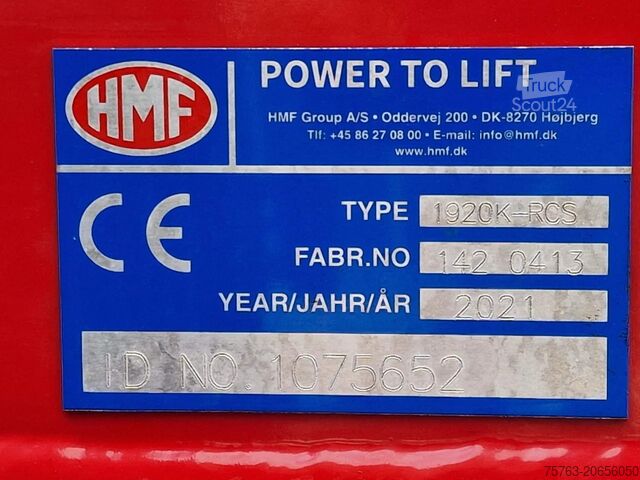 HMF
POWER TO LIFT
Truck
Scout24
HMF Group A/S • Oddervej 200 • DK-8270 Højbjerg
Tlf: +45 86 27 08 00 • E-mail: info@hmf.dk
www.hmf.dk
CE
TYPE 1920K-RCS
FABR.NO 142 0413
YEAR/JAHR/ÅR 2021
ID NO. 1075652
75763-20656050